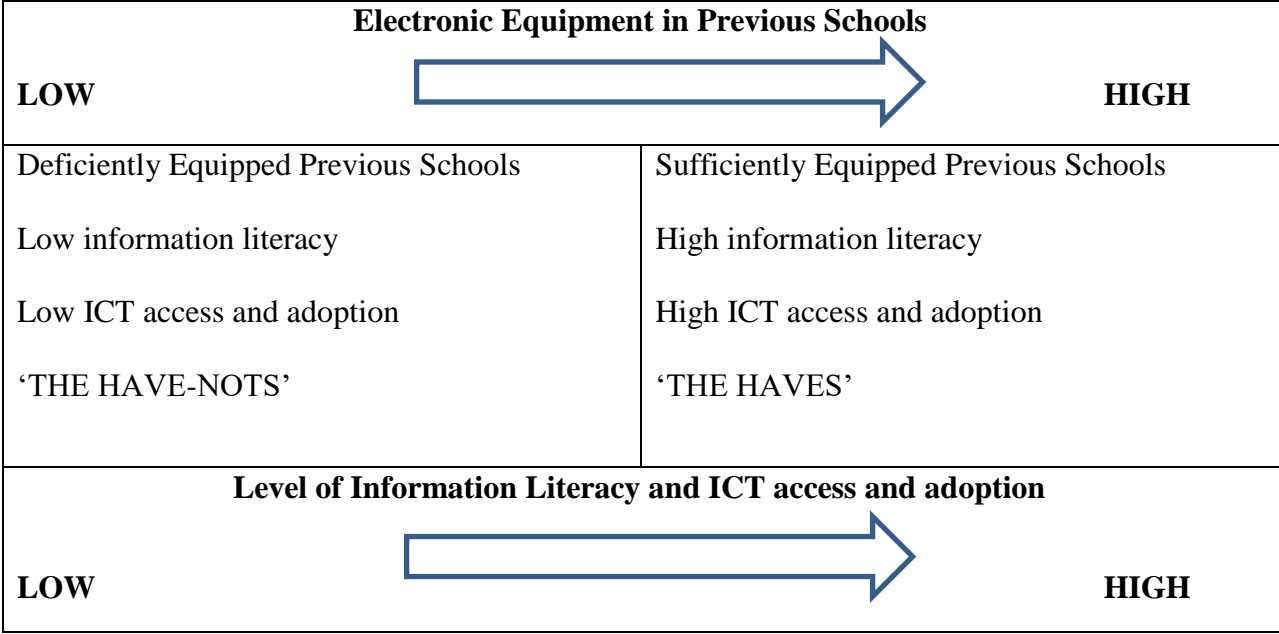 Electronic Equipment in Previous Schools
LOW HIGH
Deficiently Equipped Previous Schools
Low information literacy
Low ICT access and adoption
‘THE HAVE-NOTS’
Sufficiently Equipped Previous Schools
High information literacy
High ICT access and adoption
‘THE HAVES’
Level of Information Literacy and ICT access and adoption
LOW HIGH